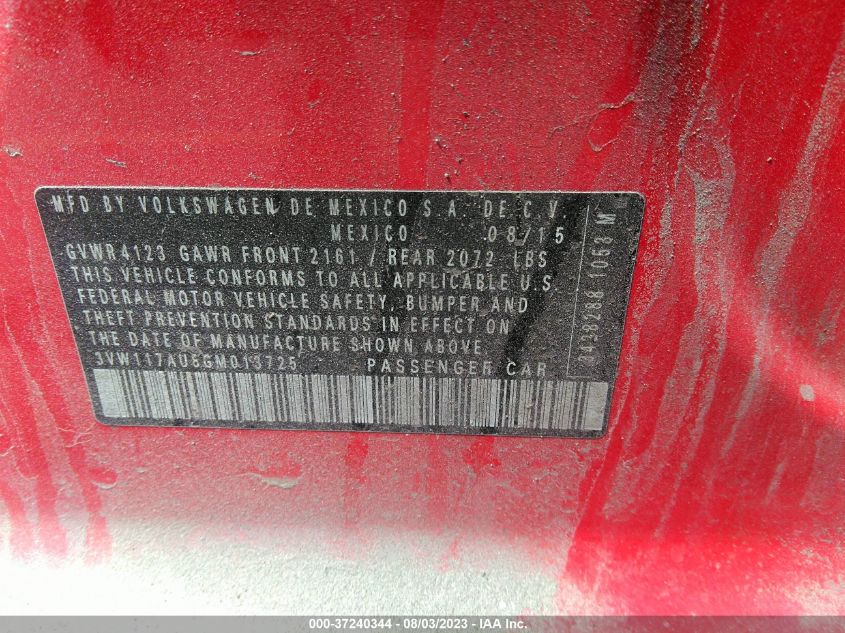 MFD BY VOLKSWAGEN DE MEXICO S.A. DE C.V.
MEXICO 08/15
GVWR4123 GAWR FRONT 2161 / REAR 2072 LBS
THIS VEHICLE CONFORMS TO ALL APPLICABLE U.S.
FEDERAL MOTOR VEHICLE SAFETY, BUMPER AND
THEFT PREVENTION STANDARDS IN EFFECT ON
THE DATE OF MANUFACTURE SHOWN ABOVE.
3VW117AU5GM013725 PASSENGER CAR
M
000-37240344 - 08/03/2023 - IAA Inc.